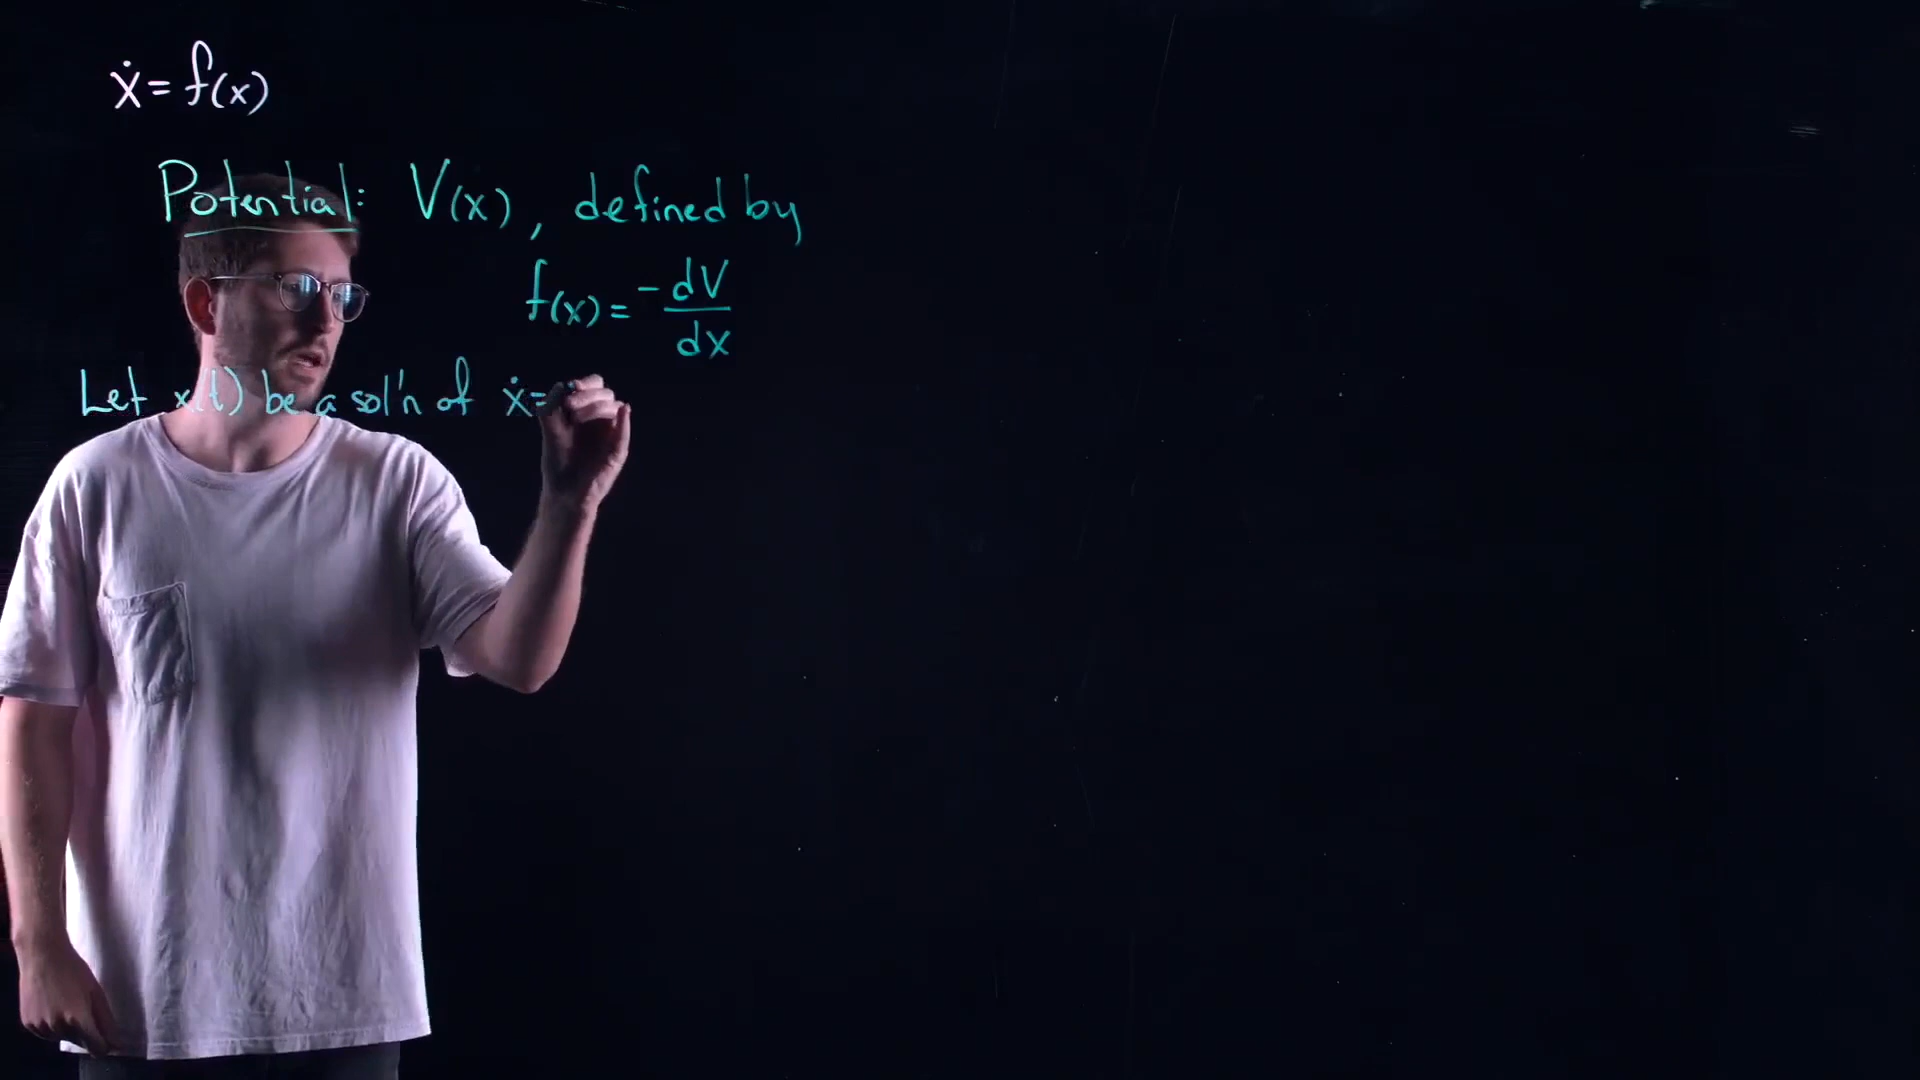 ẋ = f(x)
Potential: V(x), defined by
f(x) = - dV/dx
Let x(t) be a sol'n of ẋ =